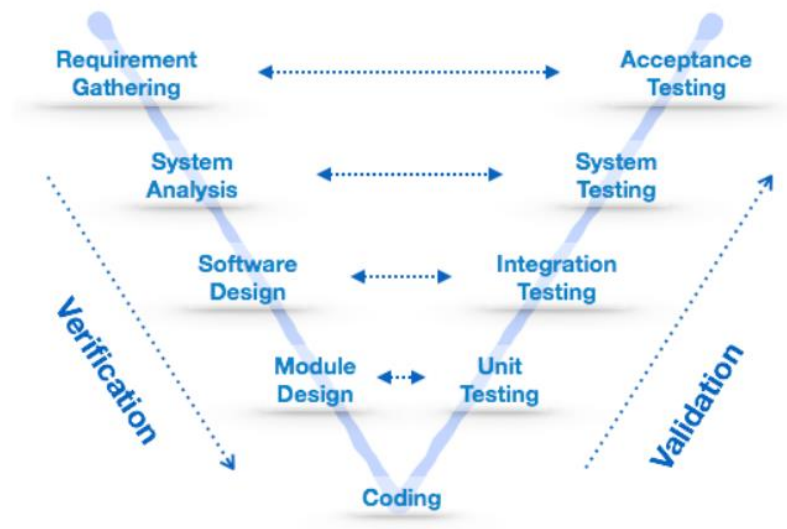 Requirement
Gathering
Acceptance
Testing
System
Analysis
System
Testing
Software
Design
Integration
Testing
Verification
Validation
Module
Design
Unit
Testing
Coding